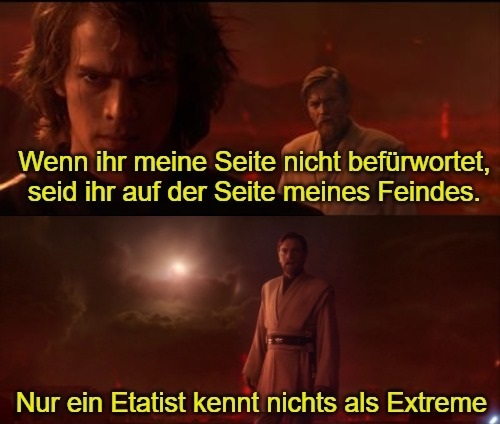 Wenn ihr meine Seite nicht befürwortet,
seid ihr auf der Seite meines Feindes.
Nur ein Etatist kennt nichts als Extreme